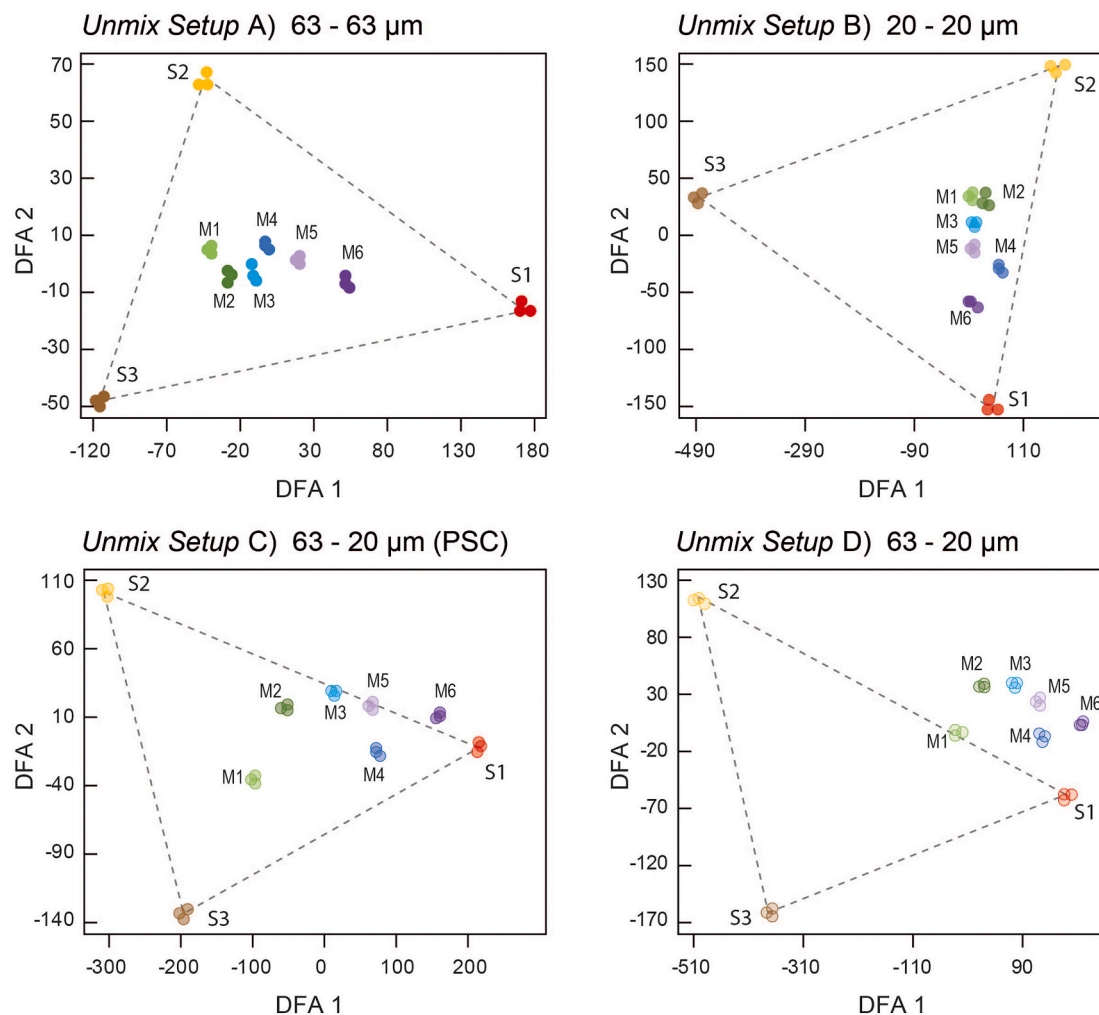 Unmix Setup A) 63 - 63 µm
70
50
30
10
-10
-30
-50
DFA 2
S2
M1
M2
M3
M4
M5
M6
S1
S3
-120 -70 -20 30 80 130 180
DFA 1
Unmix Setup B) 20 - 20 µm
150
100
50
0
-50
-100
-150
DFA 2
S2
S3
M1
M2
M3
M5
M4
M6
S1
-490 -290 -90 110
DFA 1
Unmix Setup C) 63 - 20 µm (PSC)
110
60
10
-40
-90
-140
DFA 2
S2
M2
M3
M5
M6
M1
M4
S1
S3
-300 -200 -100 0 100 200
DFA 1
Unmix Setup D) 63 - 20 µm
130
80
30
-20
-70
-120
-170
DFA 2
S2
M2
M3
M5
M6
M1
M4
S1
S3
-510 -310 -110 90
DFA 1